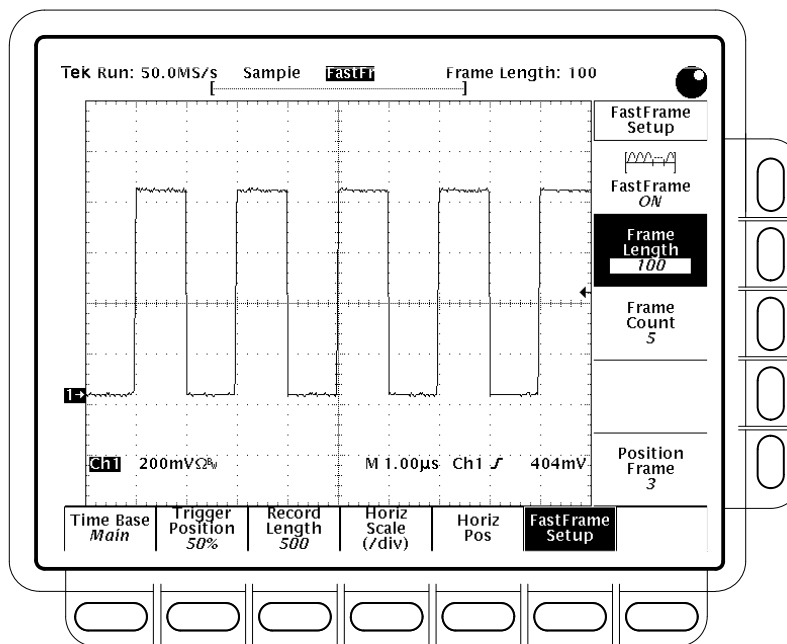 Tek Run: 50.0MS/s Sample FastFr Frame Length: 100
FastFrame
Setup
FastFrame
ON
Frame
Length
100
Frame
Count
5
1→
Ch1 200mVΩBW M 1.00µs Ch1 404mV
Position
Frame
3
Time Base
Main
Trigger
Position
50%
Record
Length
500
Horiz
Scale
(/div)
Horiz
Pos
FastFrame
Setup